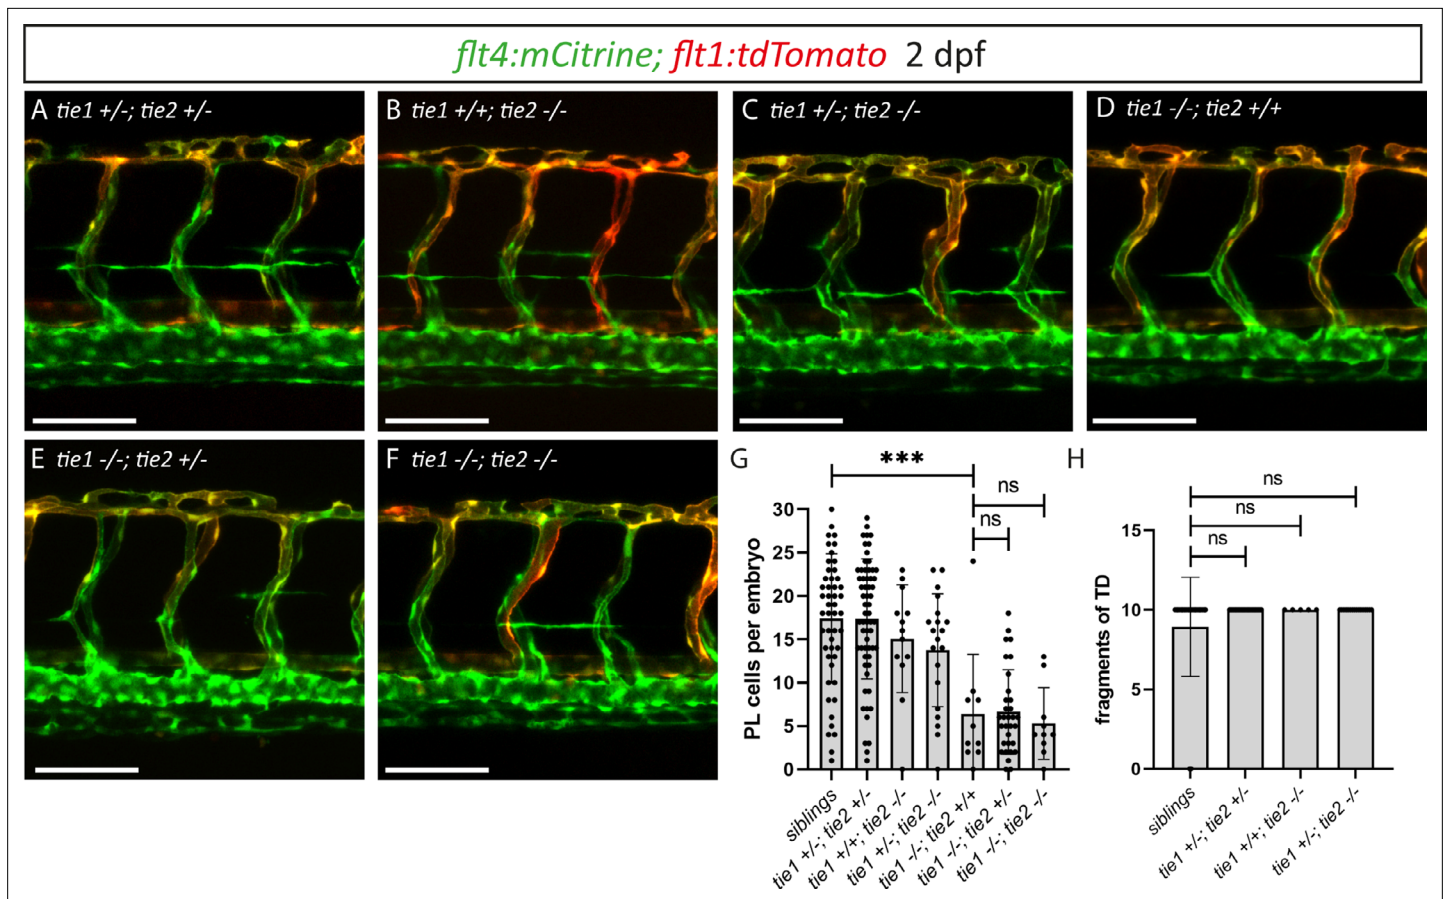 flt4:mCitrine; flt1:tdTomato 2 dpf
A tie1 +/-; tie2 +/-
B tie1 +/+; tie2 -/-
C tie1 +/-; tie2 -/-
D tie1 -/-; tie2 +/+
E tie1 -/-; tie2 +/-
F tie1 -/-; tie2 -/-
G
***
ns
ns
PL cells per embryo
30
25
20
15
10
5
0
siblings
tie1 +/-; tie2 +/-
tie1 +/+; tie2 -/-
tie1 +/-; tie2 -/-
tie1 -/-; tie2 +/+
tie1 -/-; tie2 +/-
tie1 -/-; tie2 -/-
H
ns
ns
ns
fragments of TD
15
10
5
0
siblings
tie1 +/-; tie2 +/-
tie1 +/+; tie2 -/-
tie1 +/-; tie2 -/-